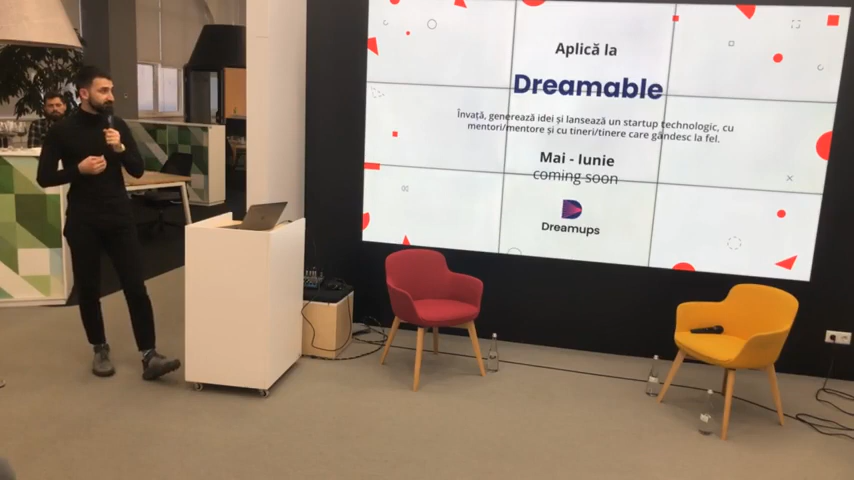 Aplică la
Dreamable
Învață, generează idei și lansează un startup tehnologic, cu
mentori/mentore și cu tineri/tinere care gândesc la fel.
Mai - Iunie
coming soon
Dreamups